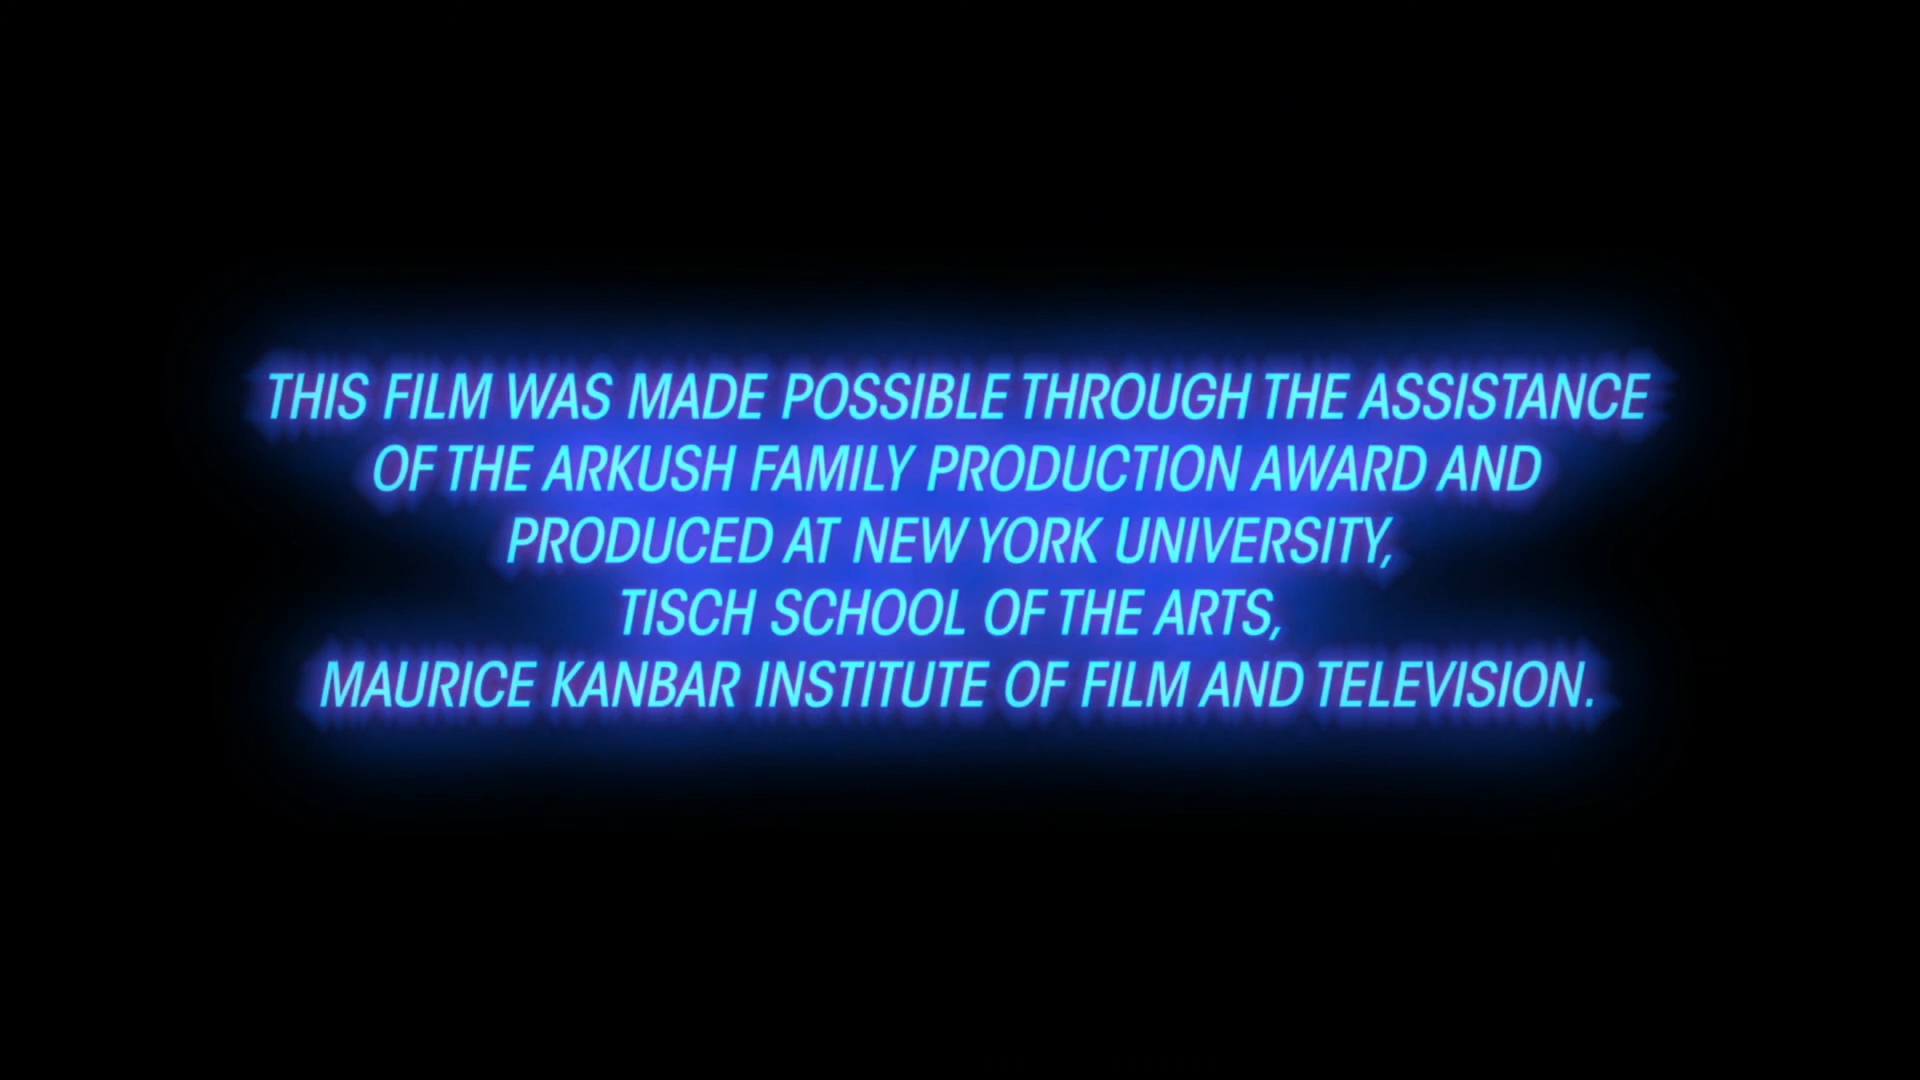 THIS FILM WAS MADE POSSIBLE THROUGH THE ASSISTANCE
OF THE ARKUSH FAMILY PRODUCTION AWARD AND
PRODUCED AT NEW YORK UNIVERSITY,
TISCH SCHOOL OF THE ARTS,
MAURICE KANBAR INSTITUTE OF FILM AND TELEVISION.